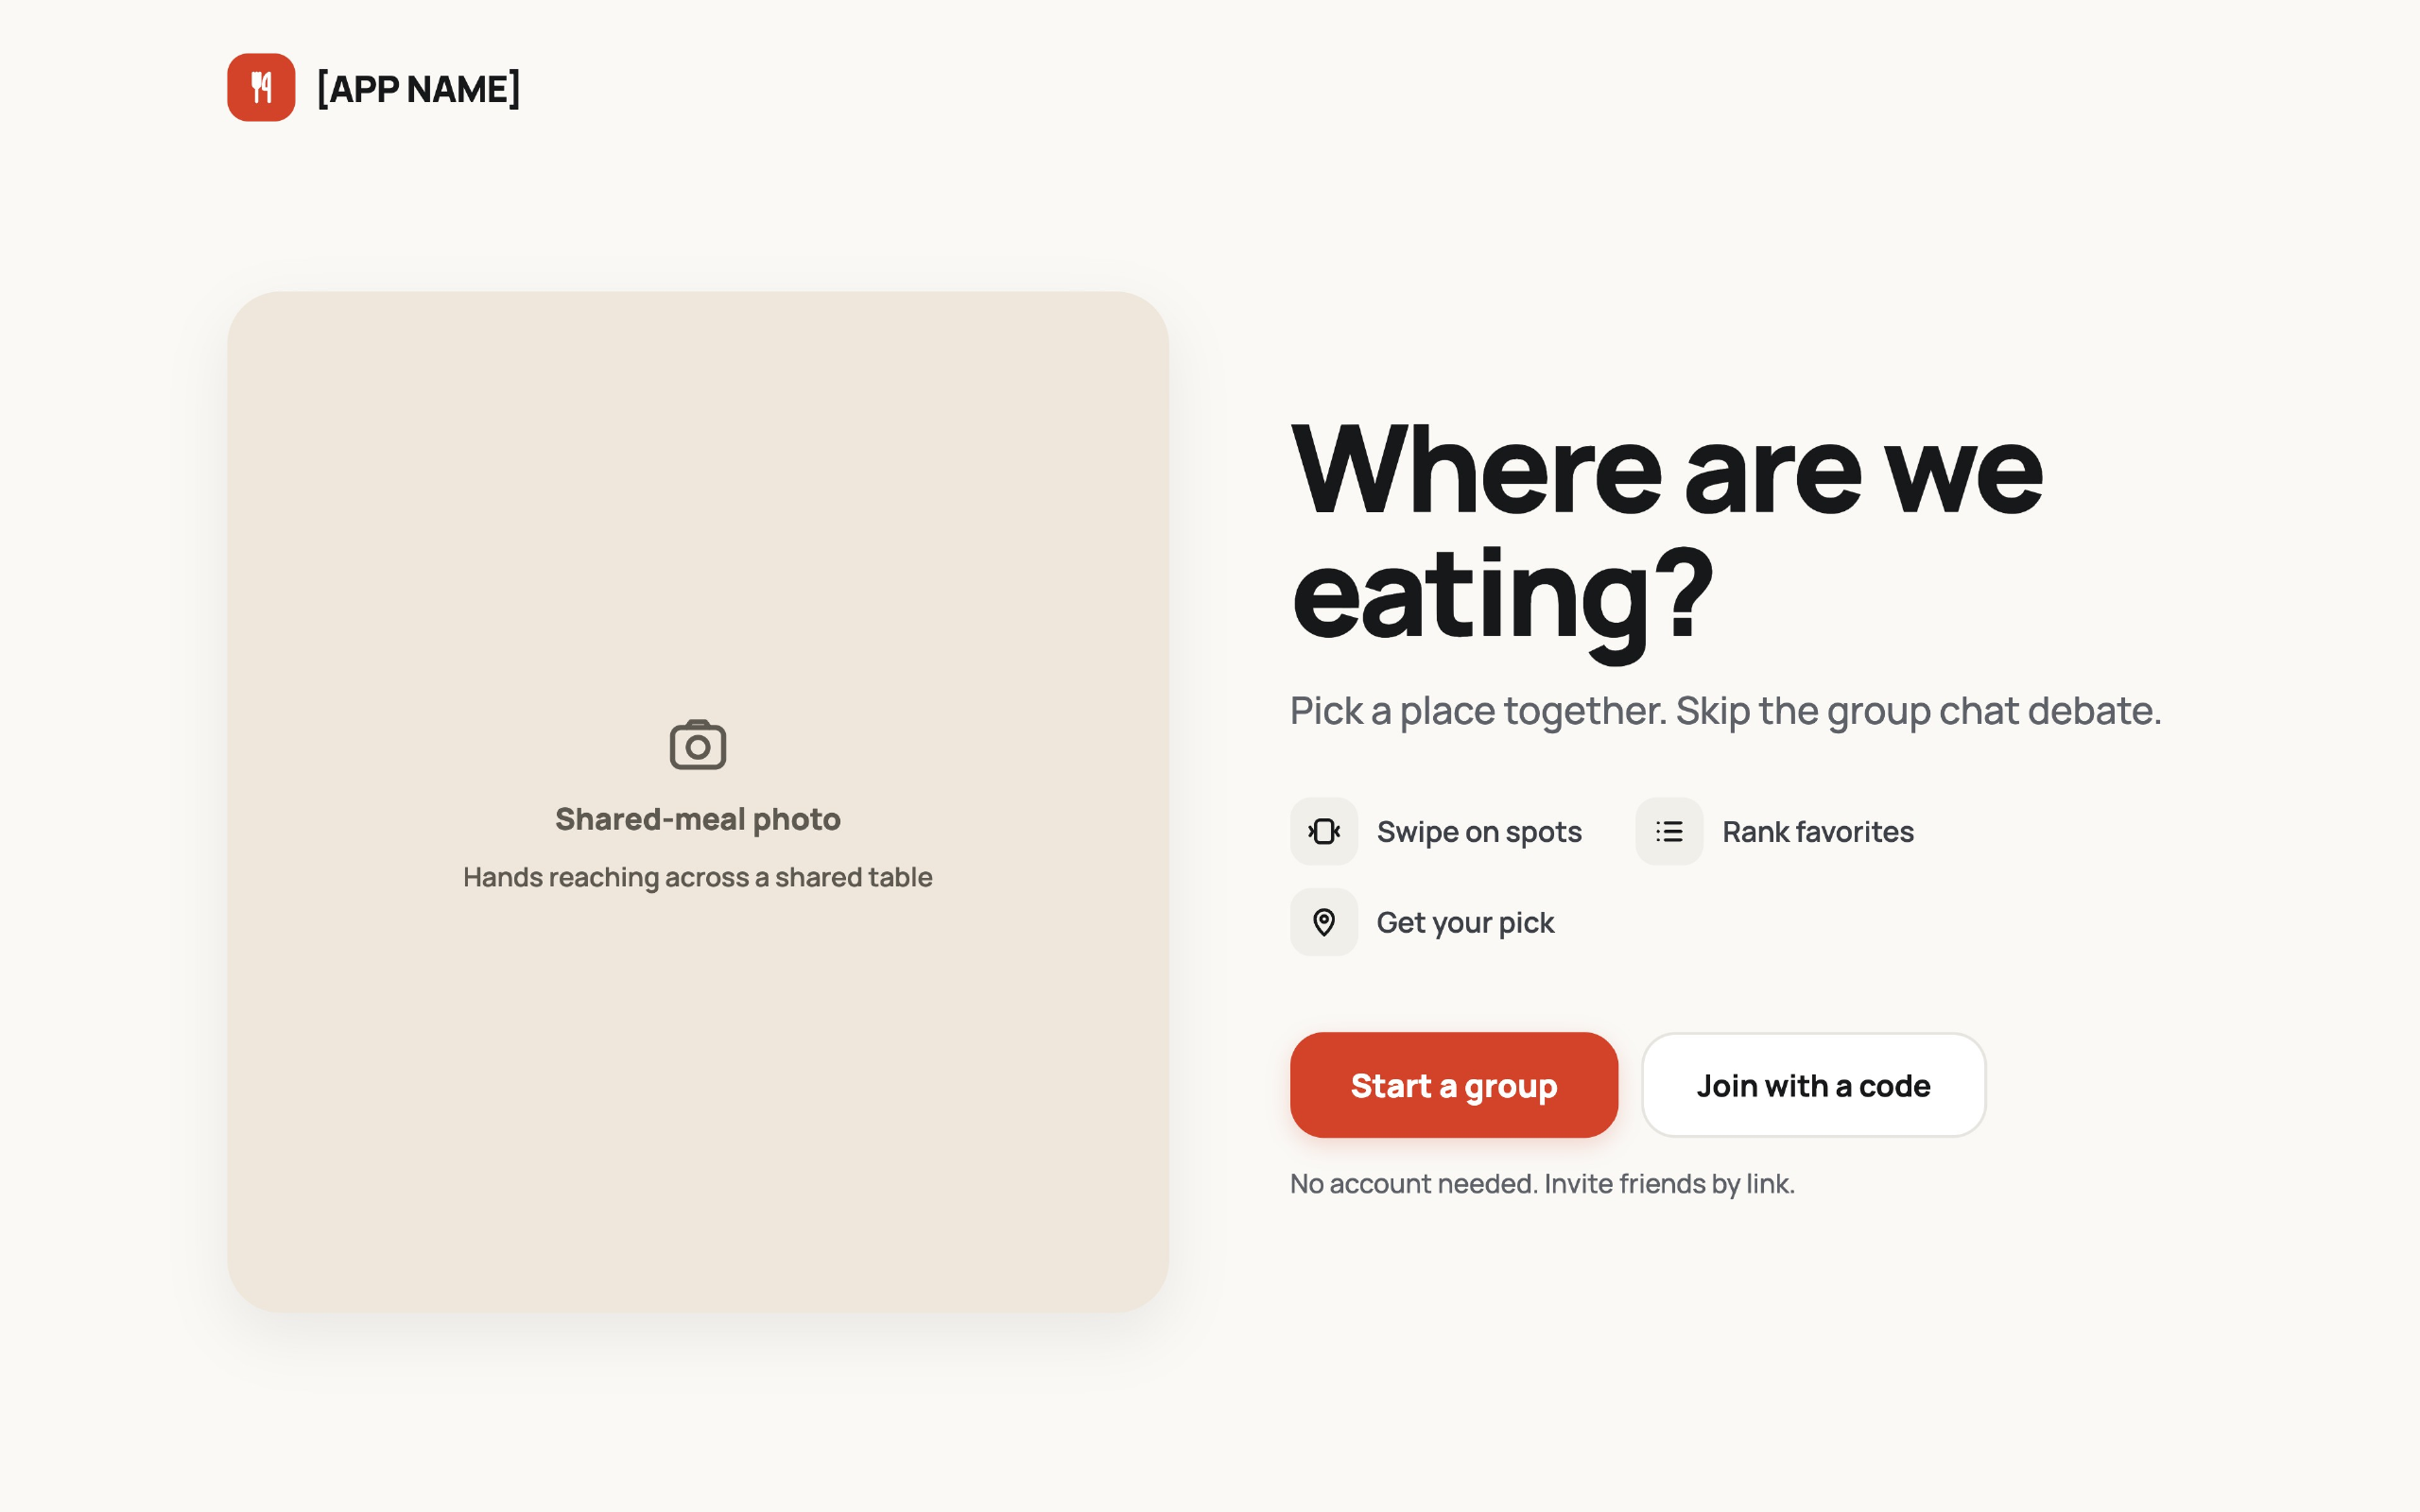 [APP NAME]
Shared-meal photo
Hands reaching across a shared table
Where are we
eating?
Pick a place together. Skip the group chat debate.
Swipe on spots
Rank favorites
Get your pick
Start a group
Join with a code
No account needed. Invite friends by link.